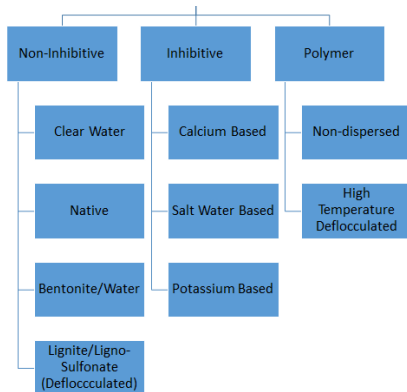 Non-Inhibitive
Inhibitive
Polymer
Clear Water
Calcium Based
Non-dispersed
Native
Salt Water Based
High
Temperature
Deflocculated
Bentonite/Water
Potassium Based
Lignite/Ligno-
Sulfonate
(Defloccculated)